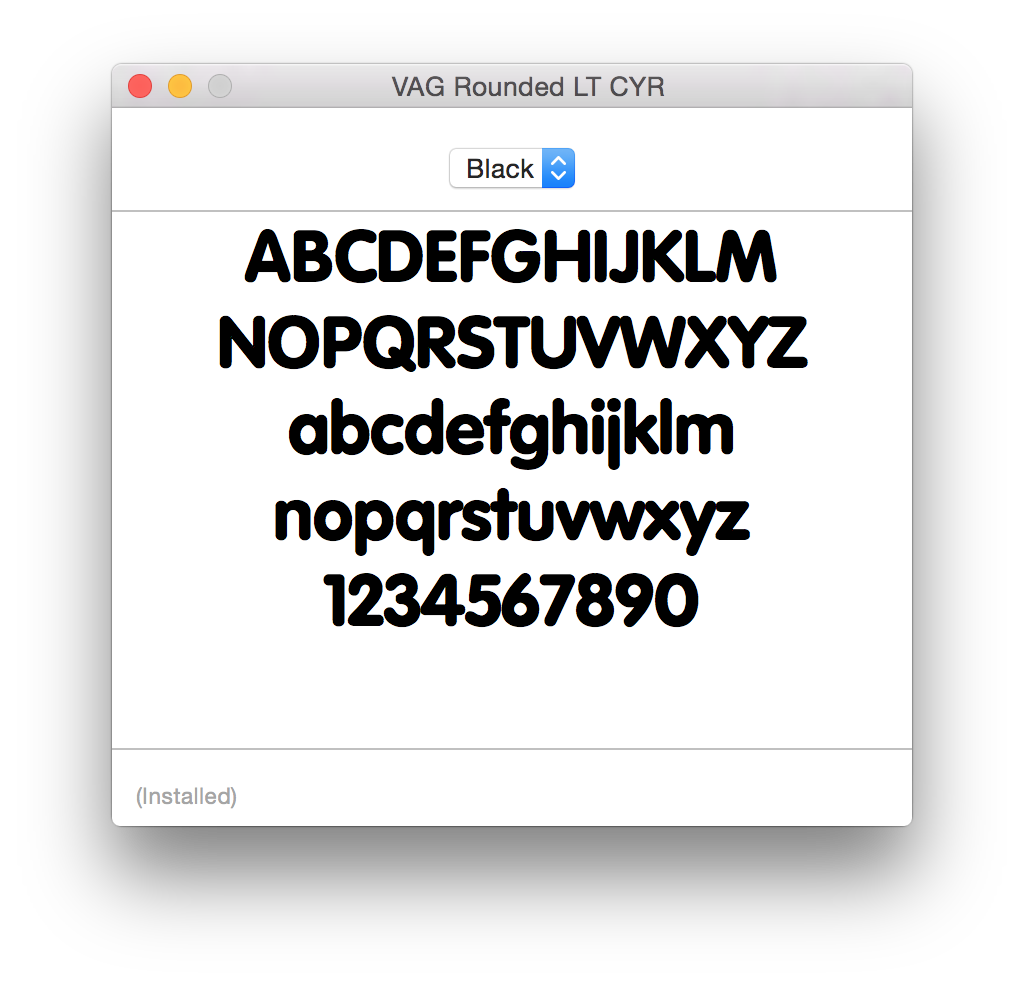 VAG Rounded LT CYR
Black
ABCDEFGHIJKLM
NOPQRSTUVWXYZ
abcdefghijklm
nopqrstuvwxyz
1234567890
(Installed)